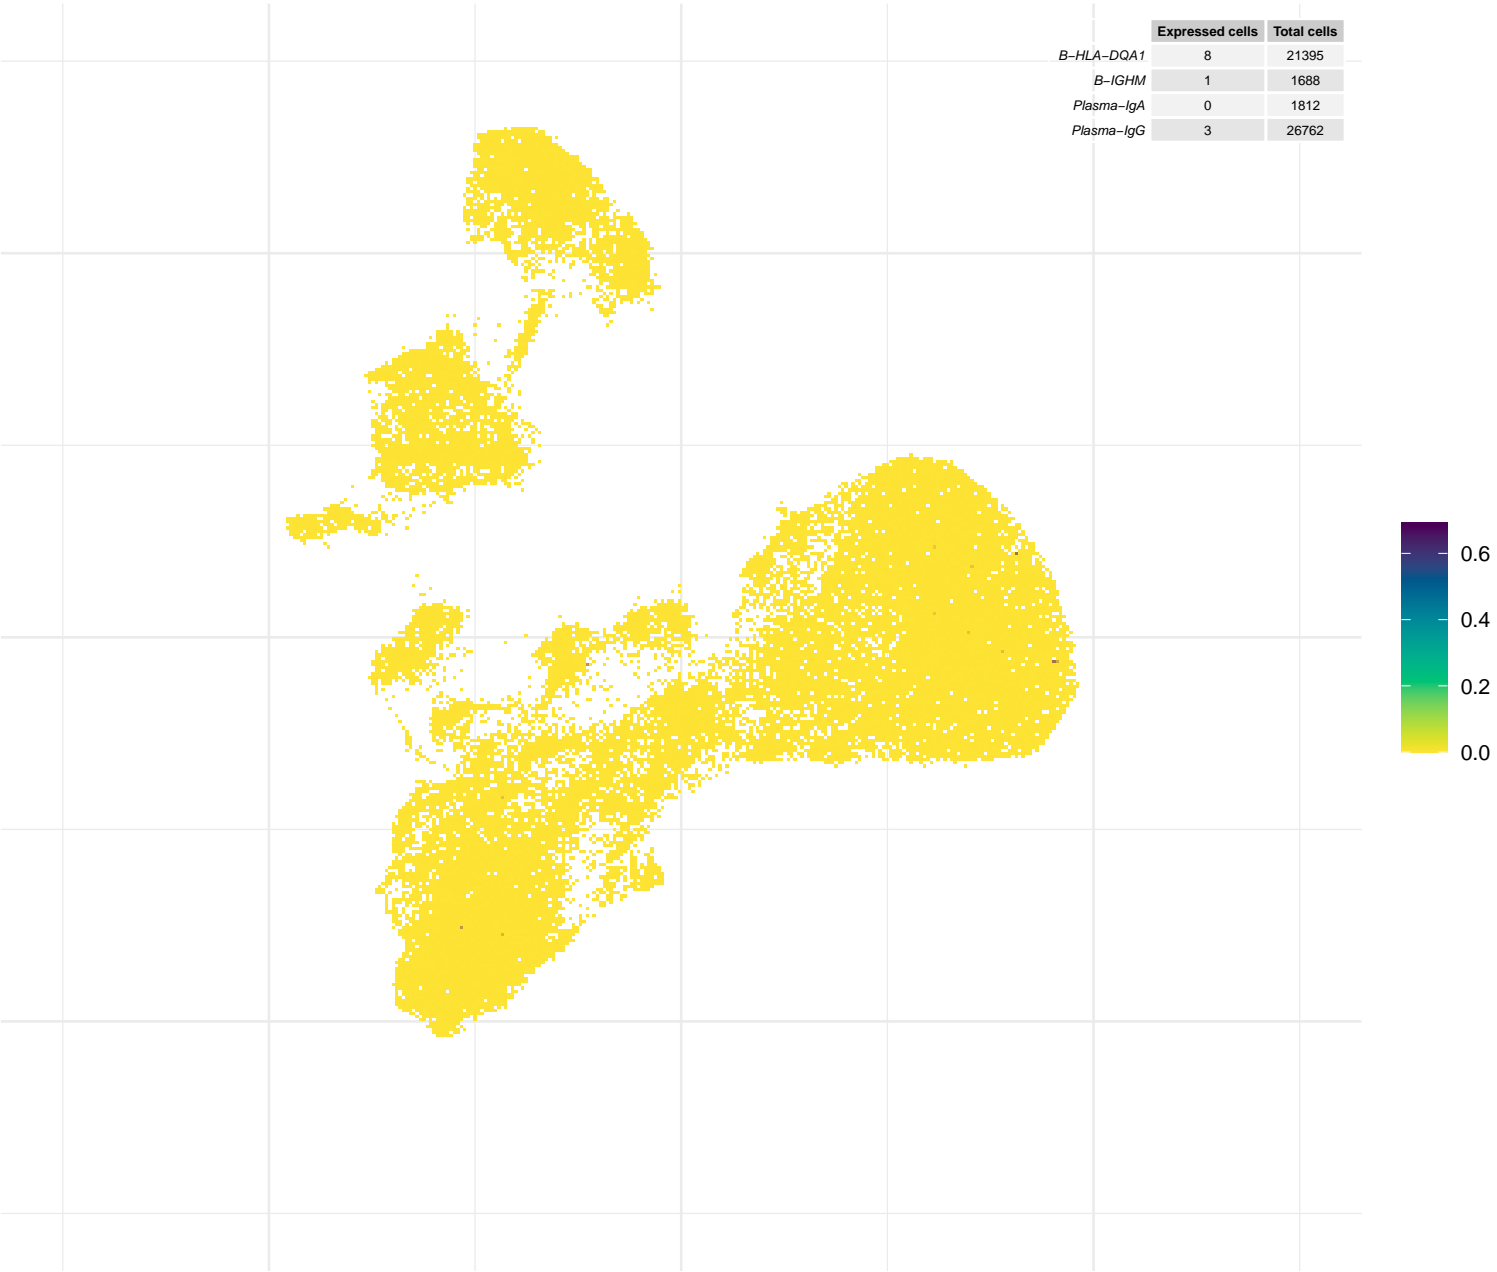 Expressed cells Total cells
B−HLA−DQA1 8 21395
B−IGHM 1 1688
Plasma−IgA 0 1812
Plasma−IgG 3 26762
0.6
0.4
0.2
0.0